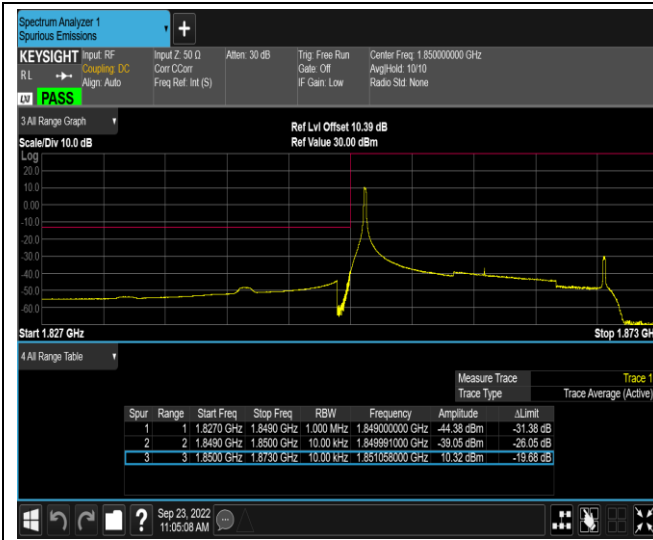 Spectrum Analyzer 1
Spurious Emissions
+
KEYSIGHT Input: RF Input Z: 50 Ω Atten: 30 dB Trig: Free Run Center Freq: 1.850000000 GHz
RL Coupling: DC Corr CCorr Gate: Off Avg|Hold: 10/10
Align: Auto Freq Ref: Int (S) IF Gain: Low Radio Std: None
LXI PASS
3 All Range Graph
Ref Lvl Offset 10.39 dB
Scale/Div 10.0 dB Ref Value 30.00 dBm
Log
20.0
10.0
0.00
-10.0
-20.0
-30.0
-40.0
-50.0
-60.0
Start 1.827 GHz Stop 1.873 GH
4 All Range Table
Measure Trace Trace 1
Trace Type Trace Average (Active)
Spur Range Start Freq Stop Freq RBW Frequency Amplitude ΔLimit
1 1 1.8270 GHz 1.8490 GHz 1.000 MHz 1.849000000 GHz -44.38 dBm -31.38 dB
2 2 1.8490 GHz 1.8500 GHz 10.00 kHz 1.849991000 GHz -39.05 dBm -26.05 dB
3 3 1.8500 GHz 1.8730 GHz 10.00 kHz 1.851058000 GHz 10.32 dBm -19.68 dB
? Sep 23, 2022
11:05:08 AM